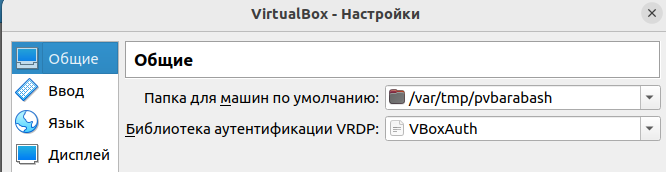 VirtualBox - Настройки
Общие
Ввод
Язык
Дисплей
Общие
Папка для машин по умолчанию: /var/tmp/pvbarabash
Библиотека аутентификации VRDP: VBoxAuth